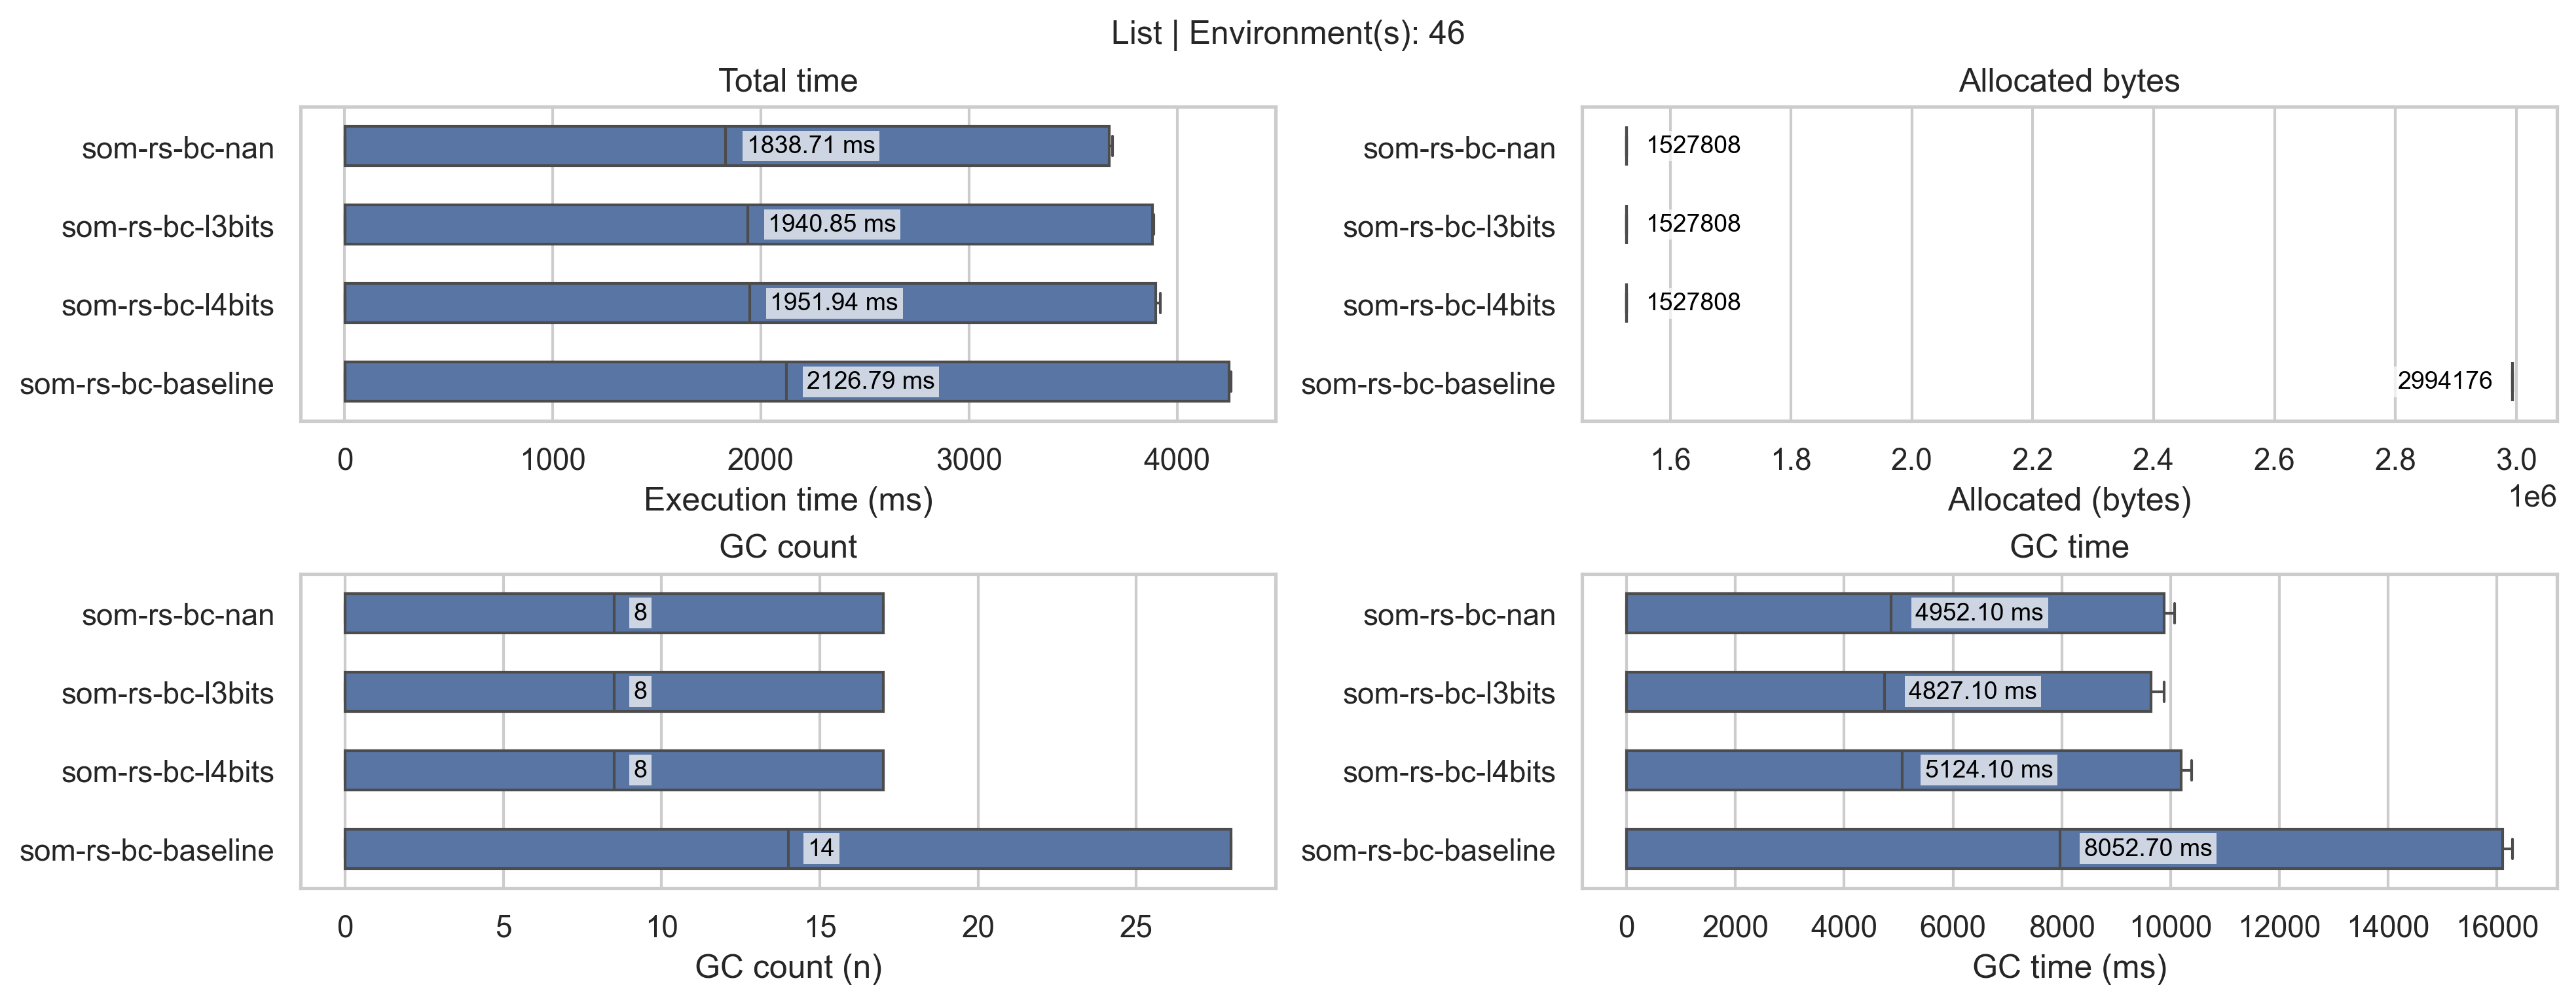 List | Environment(s): 46
Total time
som-rs-bc-nan
1838.71 ms
som-rs-bc-l3bits
1940.85 ms
som-rs-bc-l4bits
1951.94 ms
som-rs-bc-baseline
2126.79 ms
0 1000 2000 3000 4000
Execution time (ms)
Allocated bytes
som-rs-bc-nan
1527808
som-rs-bc-l3bits
1527808
som-rs-bc-l4bits
1527808
som-rs-bc-baseline
2994176
1.6 1.8 2.0 2.2 2.4 2.6 2.8 3.0
1e6
Allocated (bytes)
GC count
som-rs-bc-nan
8
som-rs-bc-l3bits
8
som-rs-bc-l4bits
8
som-rs-bc-baseline
14
0 5 10 15 20 25
GC count (n)
GC time
som-rs-bc-nan
4952.10 ms
som-rs-bc-l3bits
4827.10 ms
som-rs-bc-l4bits
5124.10 ms
som-rs-bc-baseline
8052.70 ms
0 2000 4000 6000 8000 10000 12000 14000 16000
GC time (ms)